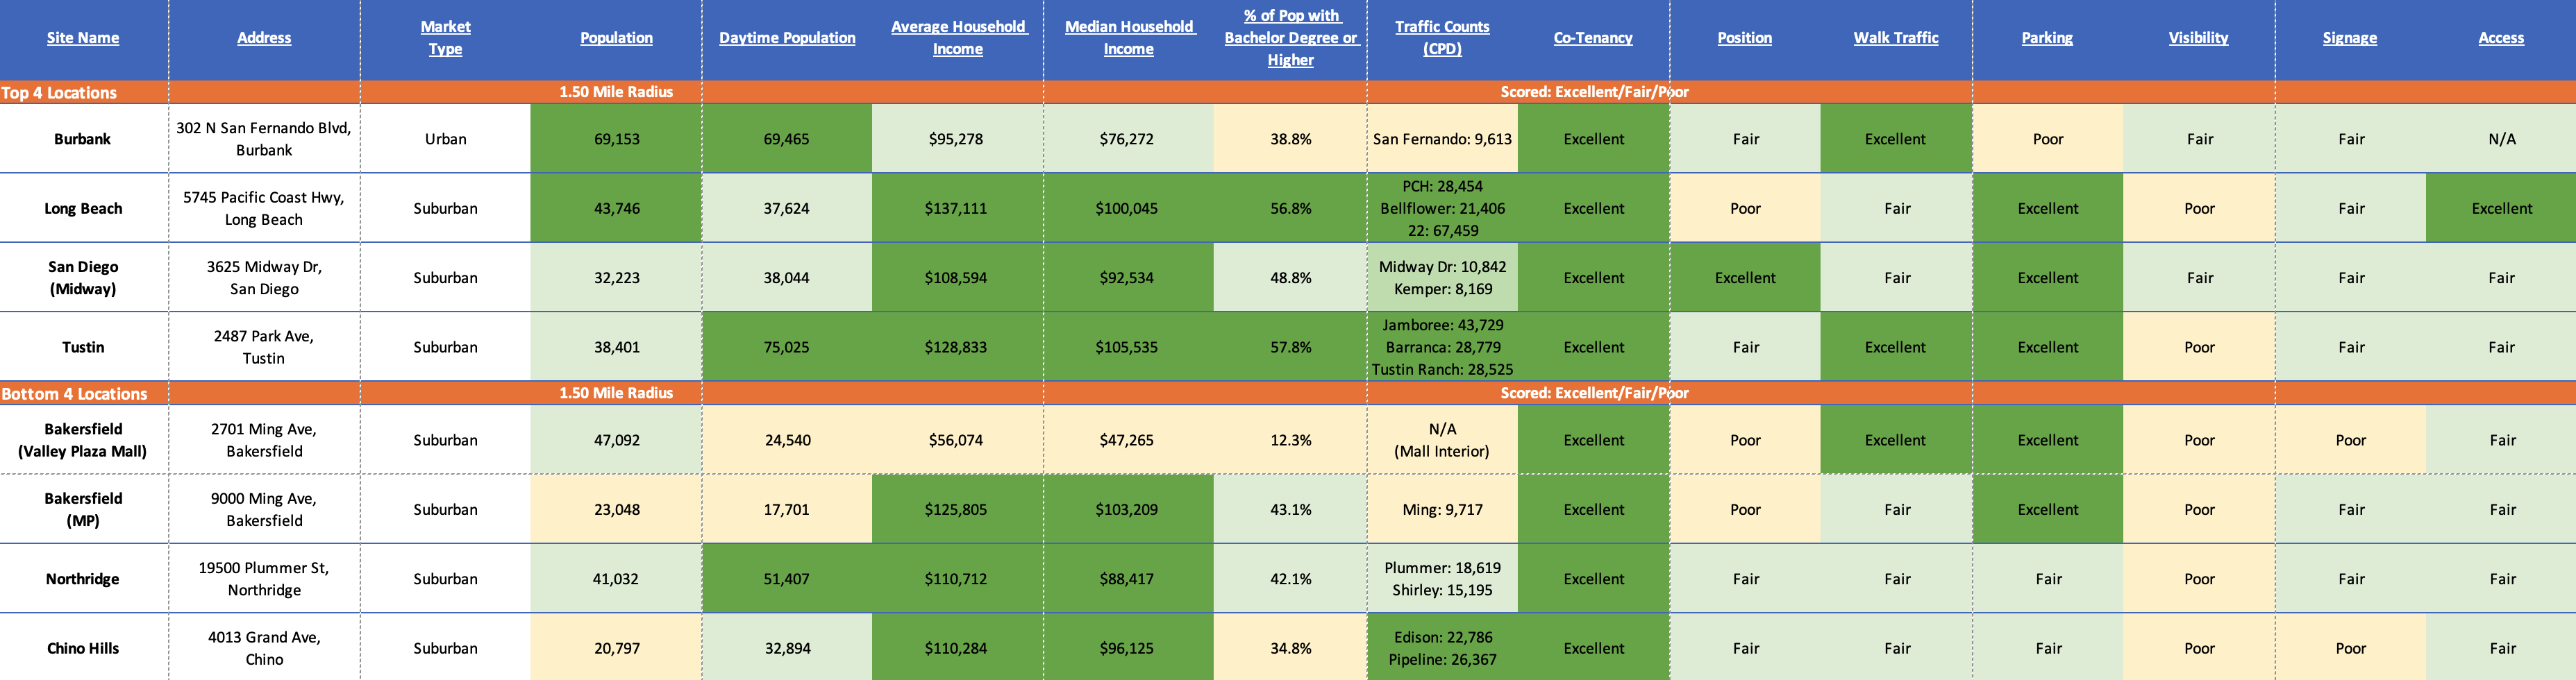 Site Name Address Market Type Population Daytime Population Average Household Income Median Household Income % of Pop with Bachelor Degree or Higher Traffic Counts (CPD) Co-Tenancy Position Walk Traffic Parking Visibility Signage Access
Top 4 Locations 1.50 Mile Radius Scored: Excellent/Fair/Poor
Burbank 302 N San Fernando Blvd, Burbank Urban 69,153 69,465 $95,278 $76,272 38.8% San Fernando: 9,613 Excellent Fair Excellent Poor Fair Fair N/A
Long Beach 5745 Pacific Coast Hwy, Long Beach Suburban 43,746 37,624 $137,111 $100,045 56.8% PCH: 28,454 Bellflower: 21,406 22: 67,459 Excellent Poor Fair Excellent Poor Fair Excellent
San Diego (Midway) 3625 Midway Dr, San Diego Suburban 32,223 38,044 $108,594 $92,534 48.8% Midway Dr: 10,842 Kemper: 8,169 Excellent Excellent Fair Excellent Fair Fair Fair
Tustin 2487 Park Ave, Tustin Suburban 38,401 75,025 $128,833 $105,535 57.8% Jamboree: 43,729 Barranca: 28,779 Tustin Ranch: 28,525 Excellent Fair Excellent Excellent Poor Fair Fair
Bottom 4 Locations 1.50 Mile Radius Scored: Excellent/Fair/Poor
Bakersfield (Valley Plaza Mall) 2701 Ming Ave, Bakersfield Suburban 47,092 24,540 $56,074 $47,265 12.3% N/A (Mall Interior) Excellent Poor Excellent Excellent Poor Poor Fair
Bakersfield (MP) 9000 Ming Ave, Bakersfield Suburban 23,048 17,701 $125,805 $103,209 43.1% Ming: 9,717 Excellent Poor Fair Excellent Poor Fair Fair
Northridge 19500 Plummer St, Northridge Suburban 41,032 51,407 $110,712 $88,417 42.1% Plummer: 18,619 Shirley: 15,195 Excellent Fair Fair Fair Poor Fair Fair
Chino Hills 4013 Grand Ave, Chino Suburban 20,797 32,894 $110,284 $96,125 34.8% Edison: 22,786 Pipeline: 26,367 Excellent Fair Fair Fair Poor Poor Fair